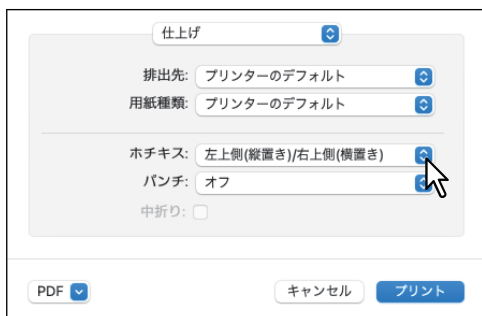 仕上げ
排出先: プリンターのデフォルト
用紙種類: プリンターのデフォルト
ホチキス: 左上側(縦置き)/右上側(横置き)
パンチ: オフ
中折り:
PDF キャンセル プリント